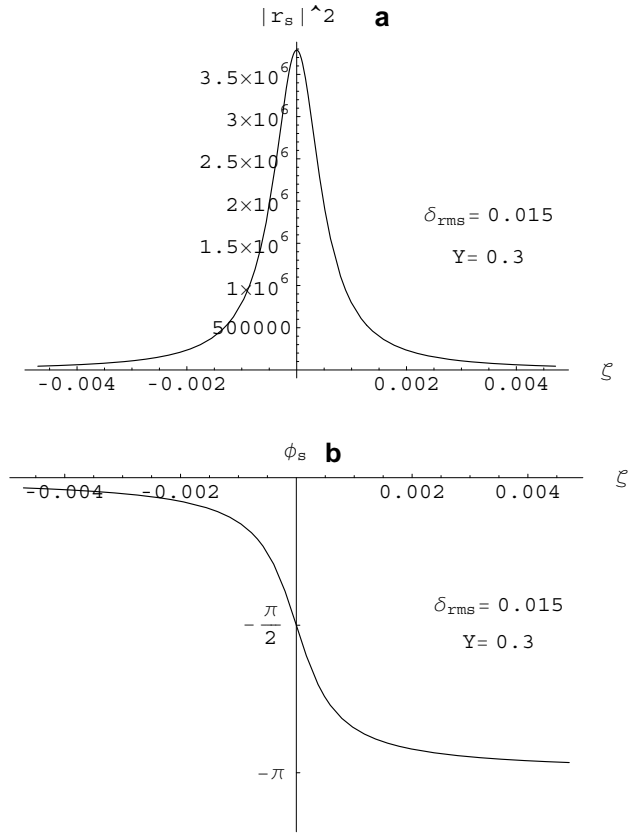 |r_s|^2 a
3.5×10^6
3×10^6
2.5×10^6
2×10^6
1.5×10^6
1×10^6
500000
δ_rms = 0.015
Y= 0.3
-0.004 -0.002 0.002 0.004 ζ
ϕ_s b
-0.004 -0.002 0.002 0.004 ζ
δ_rms = 0.015
Y= 0.3
-π/2
-π